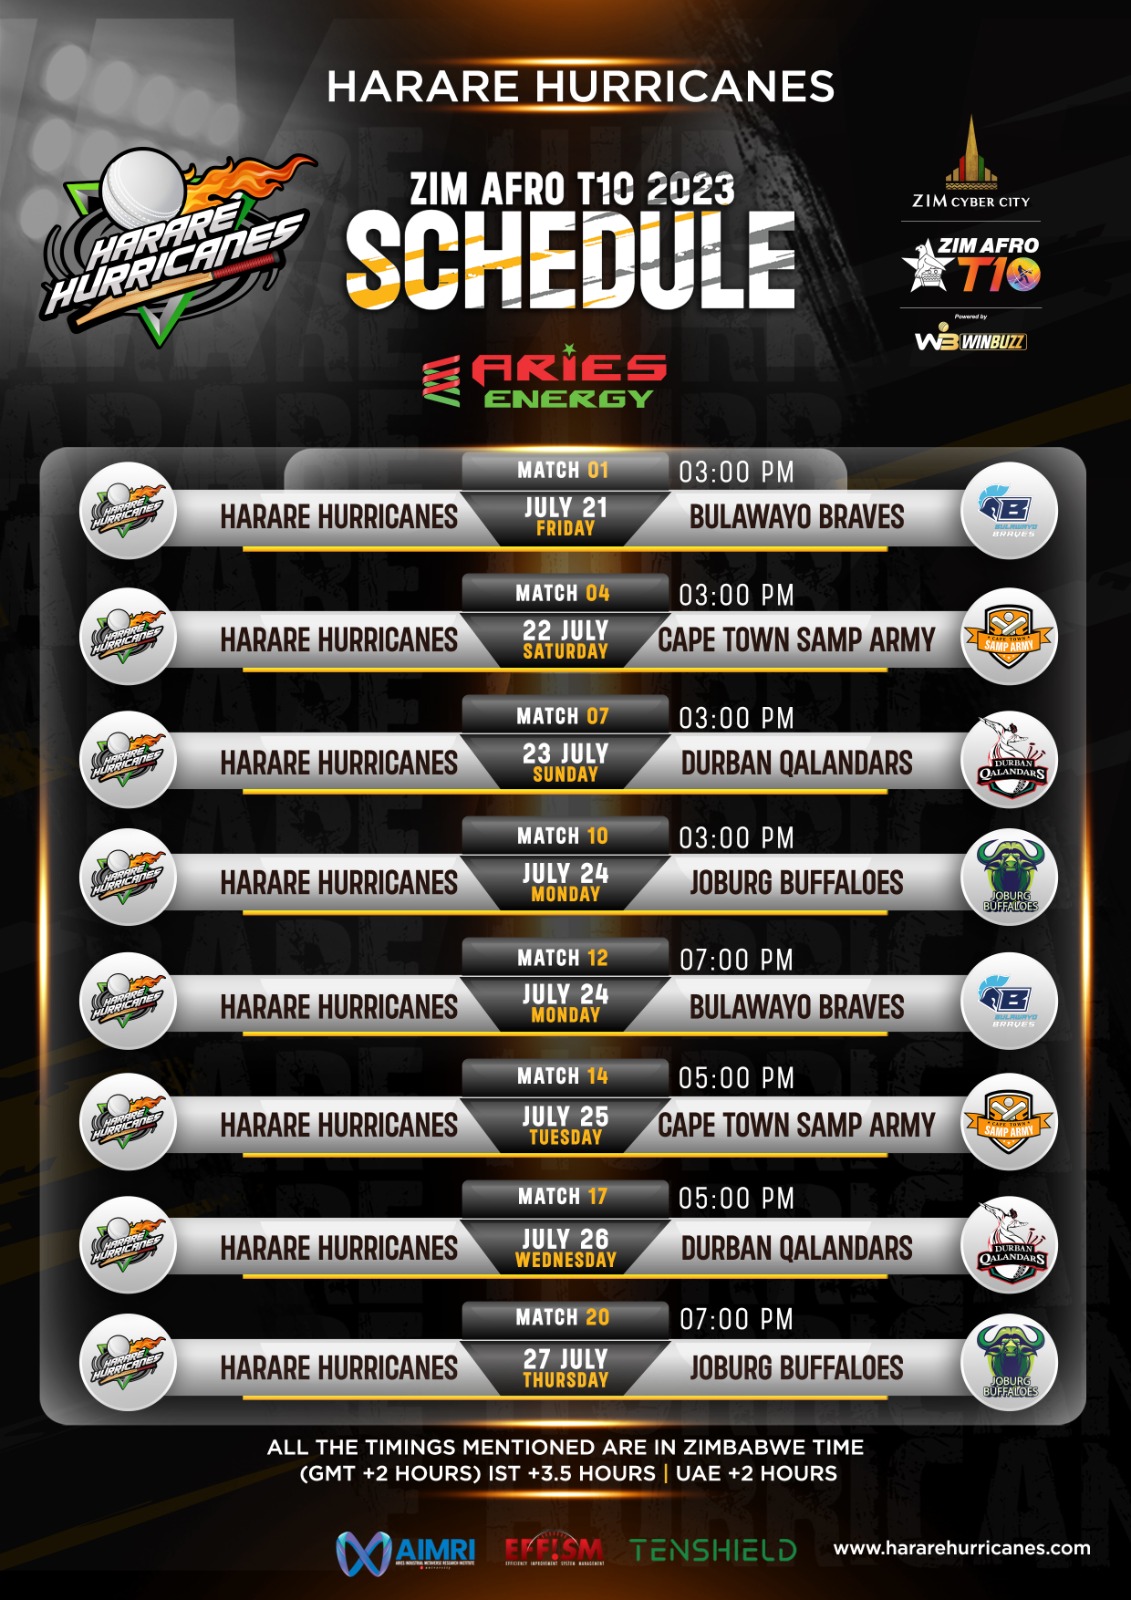 HARARE HURRICANES
HARARE HURRICANES
ZIM AFRO T10 2023
SCHEDULE
ARIES ENERGY
ZIM CYBER CITY
ZIM AFRO
T10
Powered by
WB WINBUZZ
MATCH 01 03:00 PM
HARARE HURRICANES JULY 21 FRIDAY BULAWAYO BRAVES
MATCH 04 03:00 PM
HARARE HURRICANES 22 JULY SATURDAY CAPE TOWN SAMP ARMY
MATCH 07 03:00 PM
HARARE HURRICANES 23 JULY SUNDAY DURBAN QALANDARS
MATCH 10 03:00 PM
HARARE HURRICANES JULY 24 MONDAY JOBURG BUFFALOES
MATCH 12 07:00 PM
HARARE HURRICANES JULY 24 MONDAY BULAWAYO BRAVES
MATCH 14 05:00 PM
HARARE HURRICANES JULY 25 TUESDAY CAPE TOWN SAMP ARMY
MATCH 17 05:00 PM
HARARE HURRICANES JULY 26 WEDNESDAY DURBAN QALANDARS
MATCH 20 07:00 PM
HARARE HURRICANES 27 JULY THURSDAY JOBURG BUFFALOES
ALL THE TIMINGS MENTIONED ARE IN ZIMBABWE TIME
(GMT +2 HOURS) IST +3.5 HOURS | UAE +2 HOURS
AIMRI
EFFISM
TENSHIELD
www.hararehurricanes.com